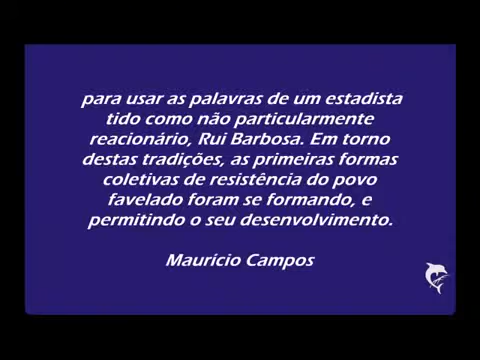 para usar as palavras de um estadista
tido como não particularmente
reacionário, Rui Barbosa. Em torno
destas tradições, as primeiras formas
coletivas de resistência do povo
favelado foram se formando, e
permitindo o seu desenvolvimento.
Mauricio Campos